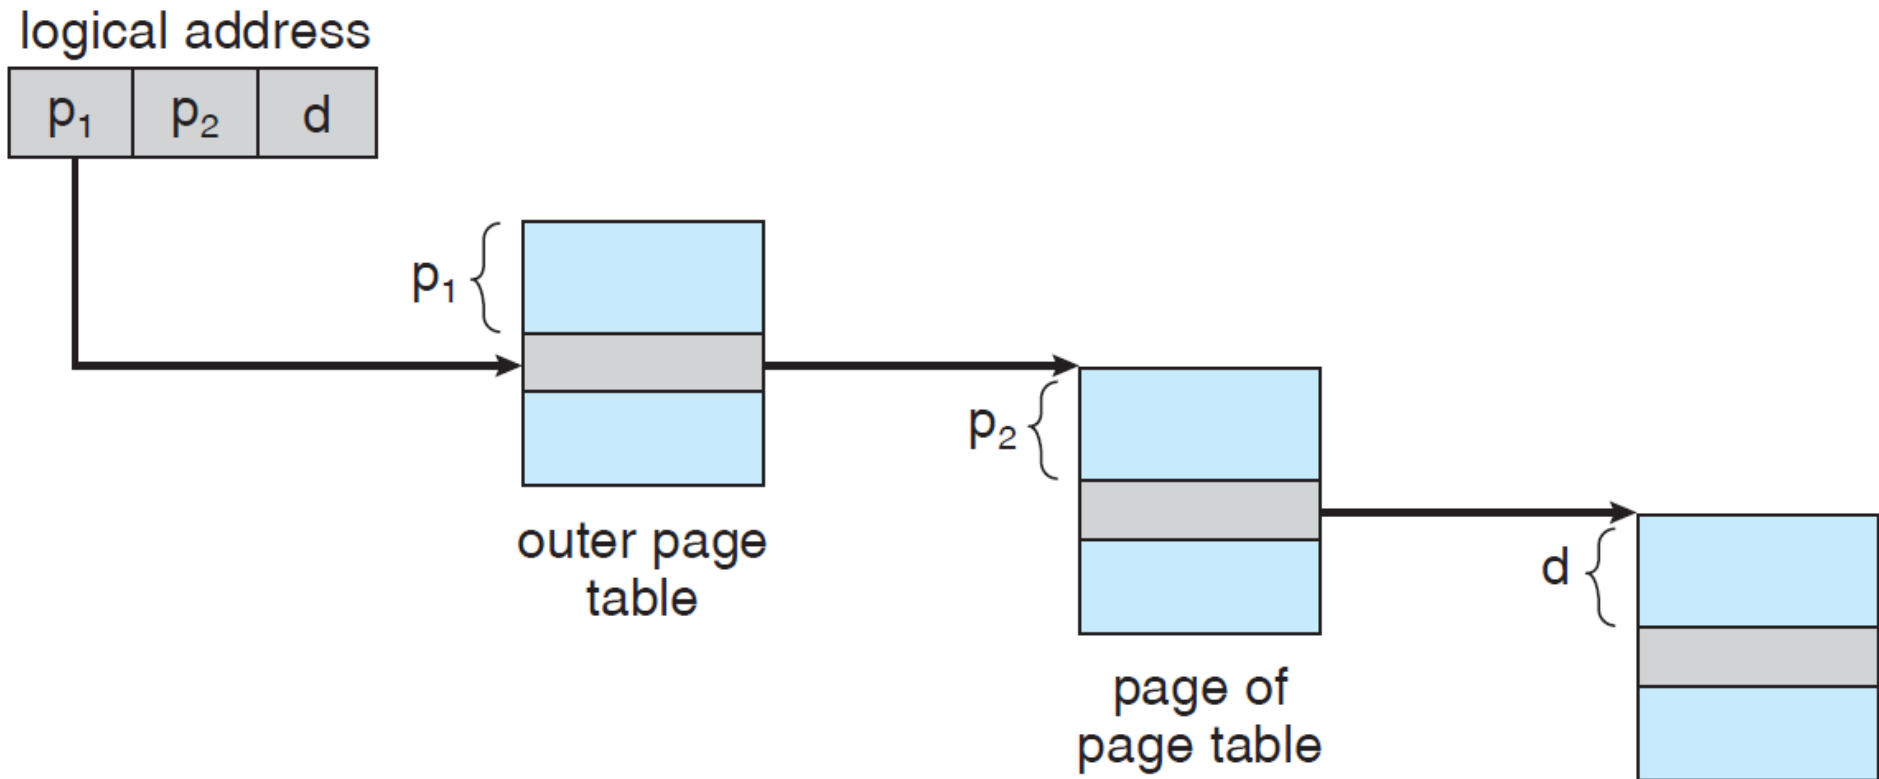 logical address
p₁ p₂ d
p₁
outer page
table
p₂
page of
page table
d